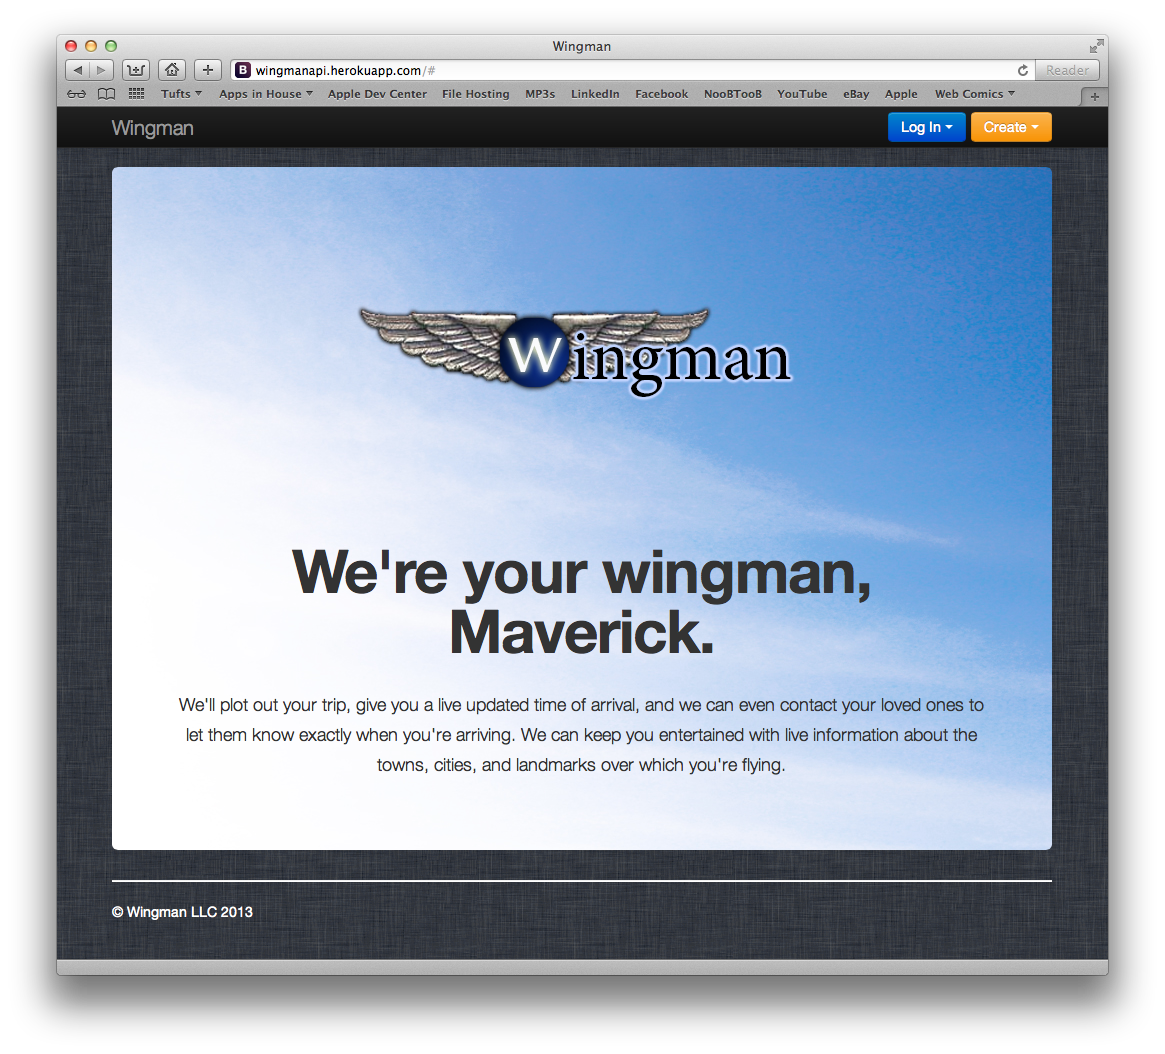 Wingman
wingmanapi.herokuapp.com/#
Reader
Tufts Apps in House Apple Dev Center File Hosting MP3s LinkedIn Facebook NooBTooB YouTube eBay Apple Web Comics
Wingman Log In Create
Wingman
We're your wingman,
Maverick.
We'll plot out your trip, give you a live updated time of arrival, and we can even contact your loved ones to
let them know exactly when you're arriving. We can keep you entertained with live information about the
towns, cities, and landmarks over which you're flying.
© Wingman LLC 2013